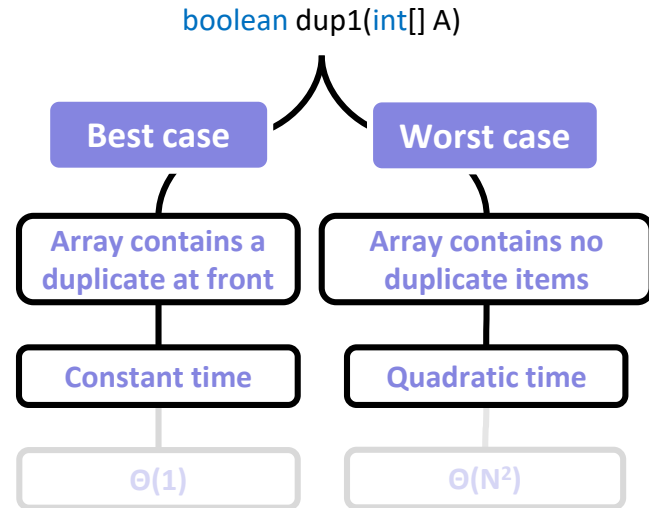 boolean dup1(int[] A)
Best case
Worst case
Array contains a
duplicate at front
Array contains no
duplicate items
Constant time
Quadratic time
Θ(1)
Θ(N²)